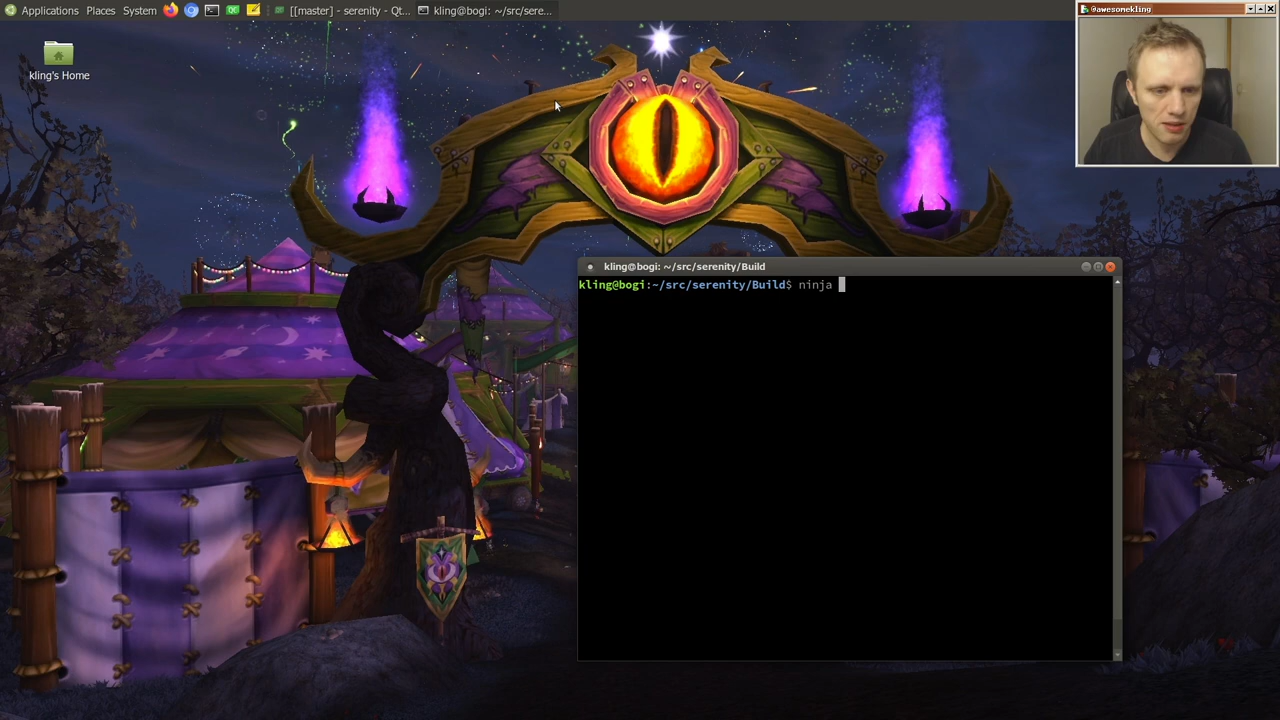 Applications Places System [[master] - serenity - Qt... kling@bogi: ~/src/sere...
@awesomekling
kling's Home
kling@bogi: ~/src/serenity/Build
kling@bogi:~/src/serenity/Build$ ninja